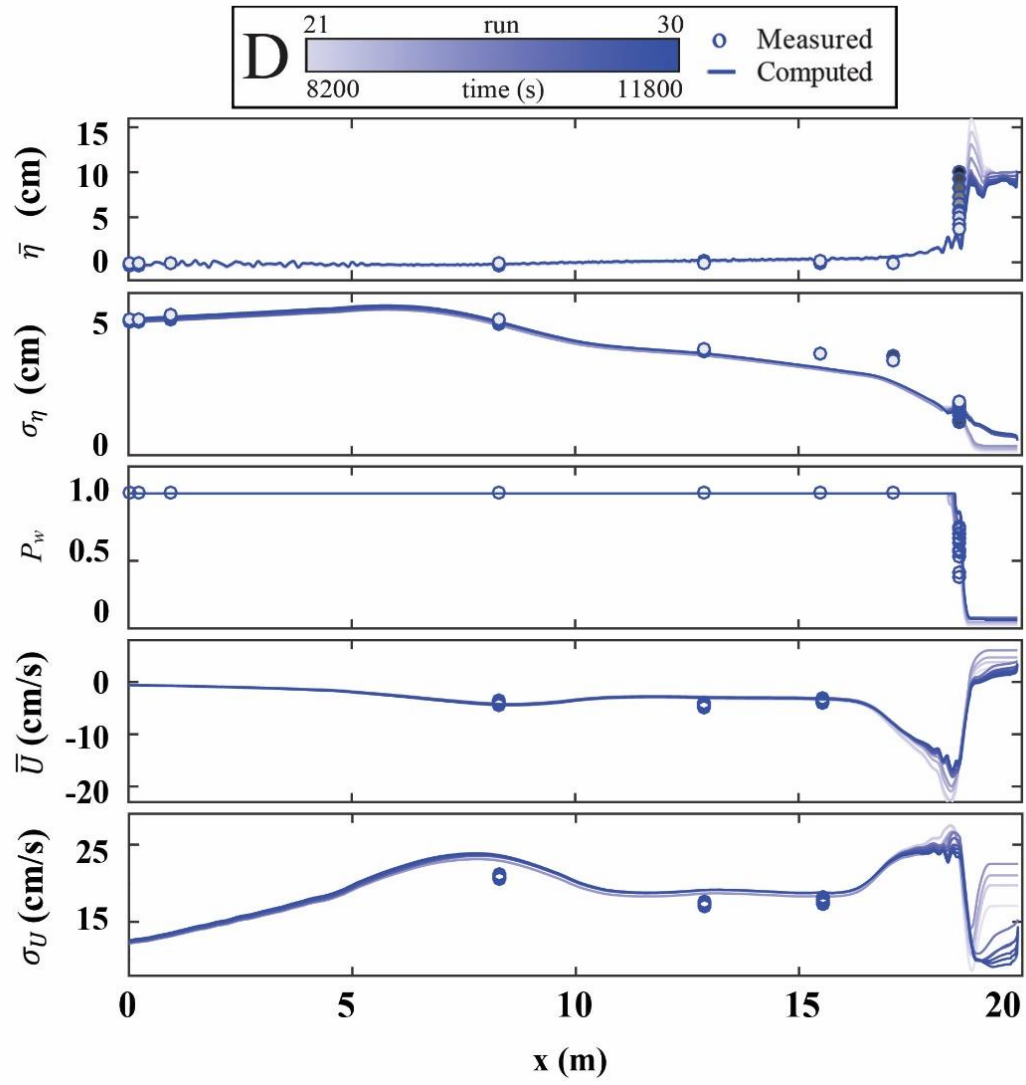 D
21 run 30
8200 time (s) 11800
Measured
Computed
η̄ (cm)
15
10
5
0
σ_η (cm)
5
0
P_w
1.0
0.5
0
U̅ (cm/s)
0
-10
-20
σ_U (cm/s)
25
15
0 5 10 15 20
x (m)